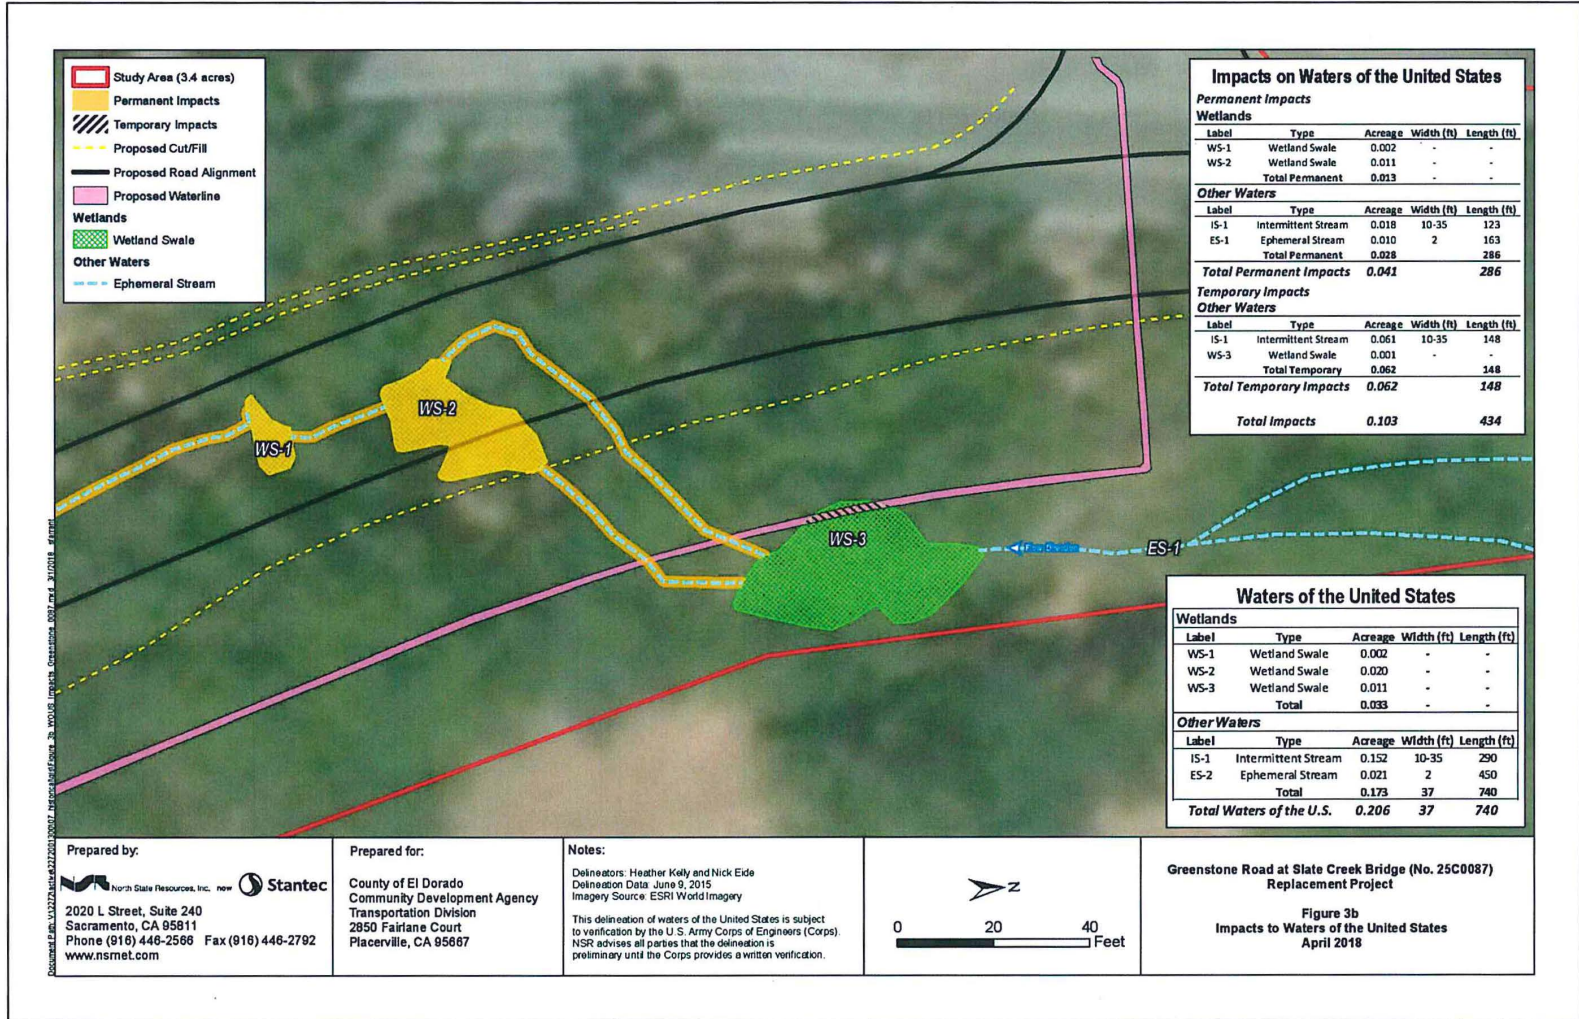 Study Area (3.4 acres)
Permanent Impacts
Temporary Impacts
Proposed Cut/Fill
Proposed Road Alignment
Proposed Waterline
Wetlands
Wetland Swale
Other Waters
Ephemeral Stream
Impacts on Waters of the United States
Permanent Impacts
Wetlands
Label Type Acreage Width (ft) Length (ft)
WS-1 Wetland Swale 0.002 - -
WS-2 Wetland Swale 0.011 - -
Total Permanent 0.013 - -
Other Waters
Label Type Acreage Width (ft) Length (ft)
IS-1 Intermittent Stream 0.018 10-35 123
ES-1 Ephemeral Stream 0.010 2 163
Total Permanent 0.028 286
Total Permanent Impacts 0.041 286
Temporary Impacts
Other Waters
Label Type Acreage Width (ft) Length (ft)
IS-1 Intermittent Stream 0.061 10-35 148
WS-3 Wetland Swale 0.001 - -
Total Temporary 0.062 148
Total Temporary Impacts 0.062 148
Total Impacts 0.103 434
WS-1
WS-2
WS-3
Flow Direction
ES-1
Waters of the United States
Wetlands
Label Type Acreage Width (ft) Length (ft)
WS-1 Wetland Swale 0.002 - -
WS-2 Wetland Swale 0.020 - -
WS-3 Wetland Swale 0.011 - -
Total 0.033 - -
Other Waters
Label Type Acreage Width (ft) Length (ft)
IS-1 Intermittent Stream 0.152 10-35 290
ES-2 Ephemeral Stream 0.021 2 450
Total 0.173 37 740
Total Waters of the U.S. 0.206 37 740
Prepared by:
NSR North State Resources, Inc. now Stantec
2020 L Street, Suite 240
Sacramento, CA 95811
Phone (916) 446-2566 Fax (916) 446-2792
www.nsrnet.com
Prepared for:
County of El Dorado
Community Development Agency
Transportation Division
2850 Fairlane Court
Placerville, CA 95667
Notes:
Delineators: Heather Kelly and Nick Eide
Delineation Data: June 9, 2015
Imagery Source: ESRI World Imagery
This delineation of waters of the United States is subject
to verification by the U.S. Army Corps of Engineers (Corps).
NSR advises all parties that the delineation is
preliminary until the Corps provides a written verification.
N
0 20 40
Feet
Greenstone Road at Slate Creek Bridge (No. 25C0087)
Replacement Project
Figure 3b
Impacts to Waters of the United States
April 2018